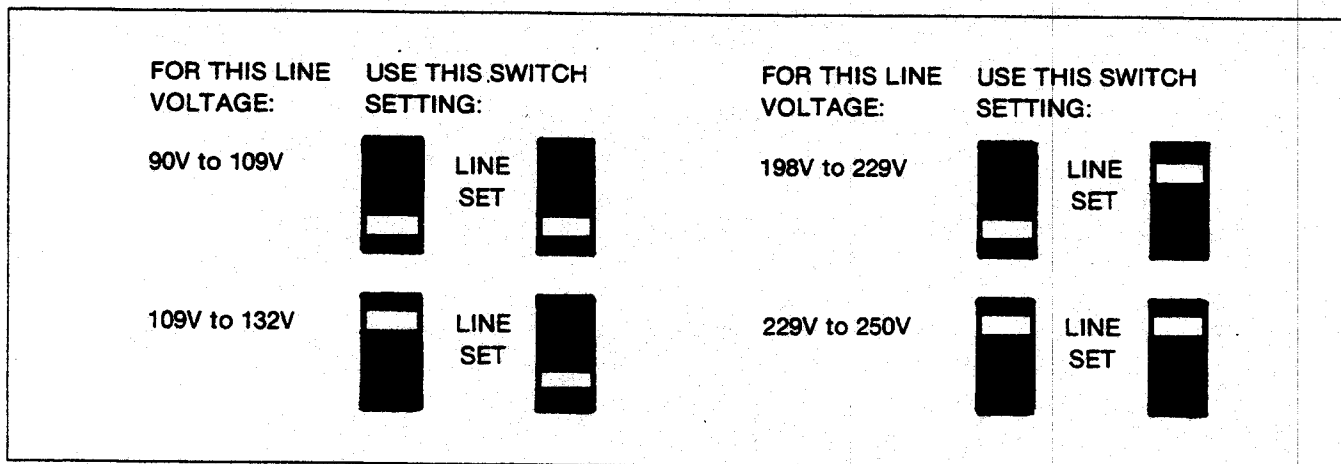 FOR THIS LINE VOLTAGE:
USE THIS SWITCH SETTING:
90V to 109V
LINE
SET
109V to 132V
LINE
SET
FOR THIS LINE VOLTAGE:
USE THIS SWITCH SETTING:
198V to 229V
LINE
SET
229V to 250V
LINE
SET